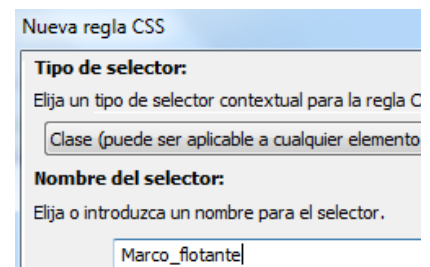 Nueva regla CSS
Tipo de selector:
Elija un tipo de selector contextual para la regla C
Clase (puede ser aplicable a cualquier elemento
Nombre del selector:
Elija o introduzca un nombre para el selector.
Marco_flotante